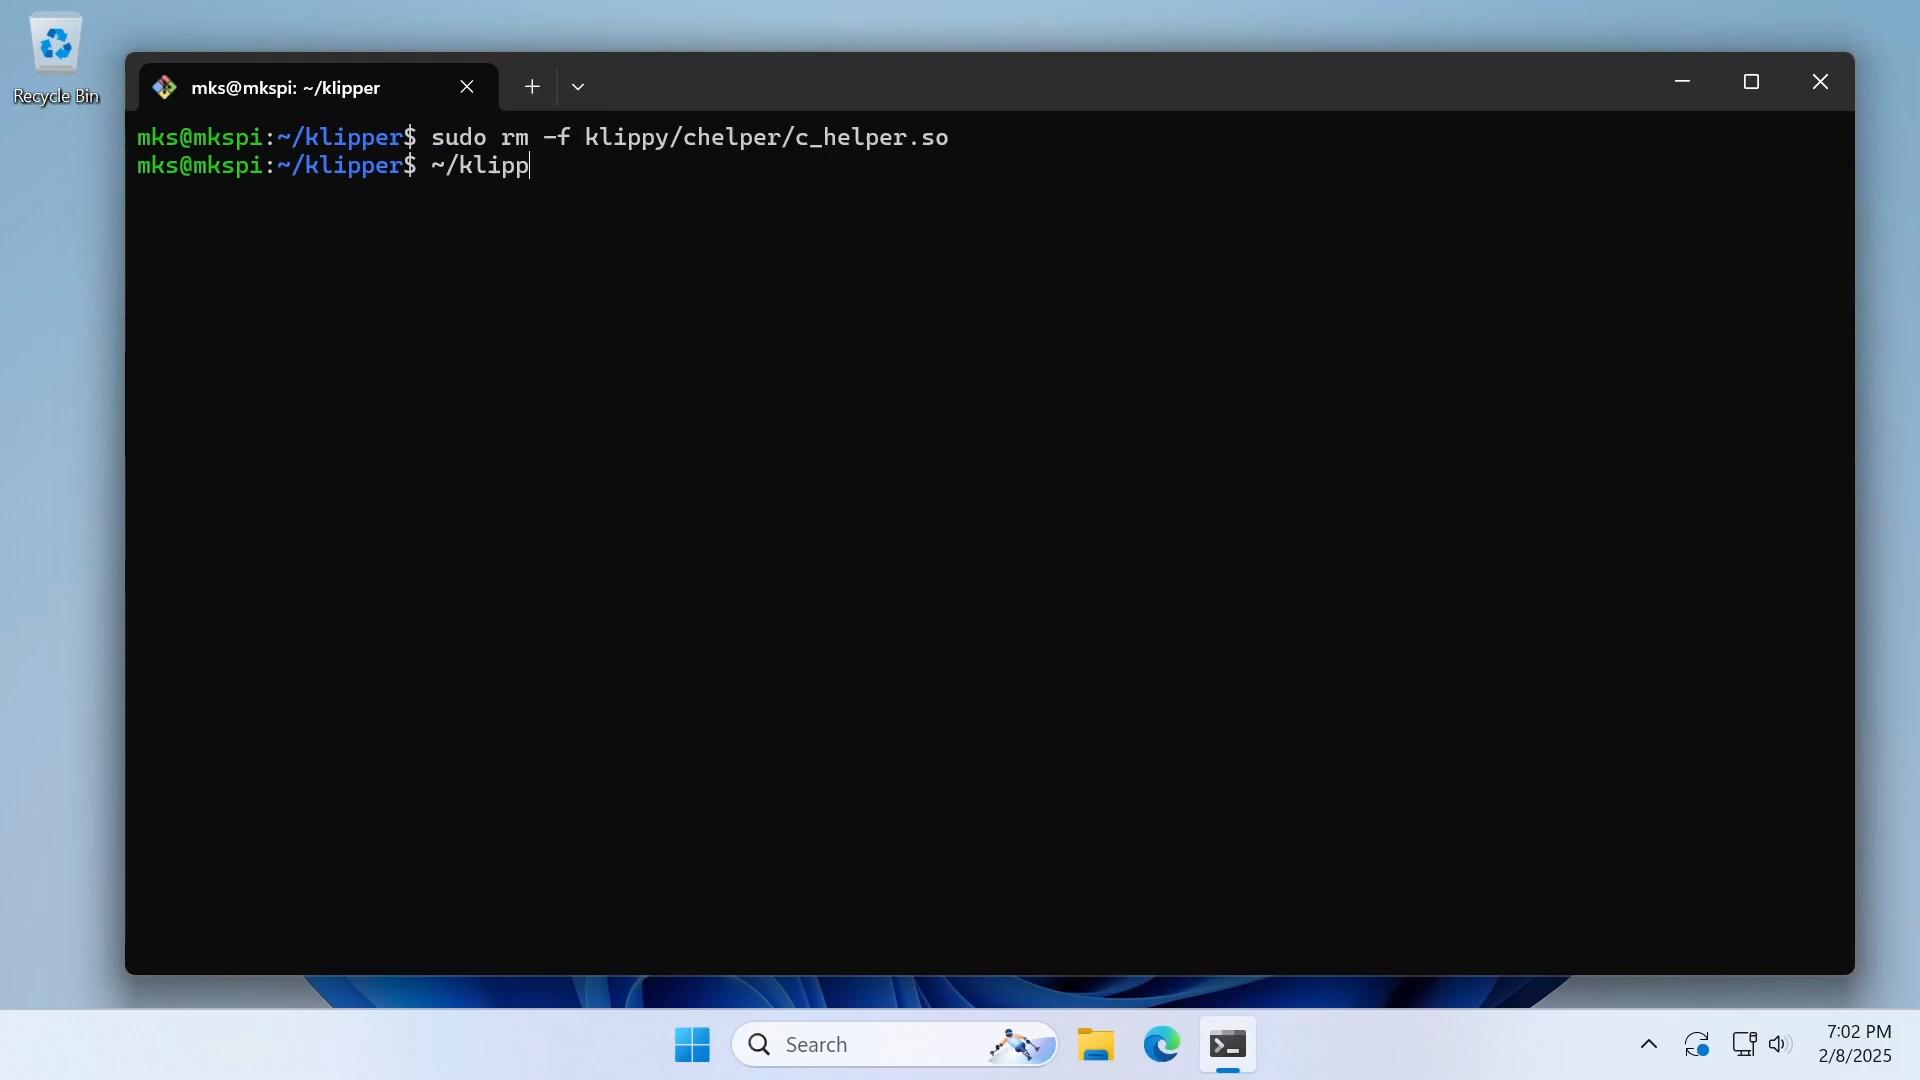 Recycle Bin
mks@mkspi: ~/klipper
mks@mkspi:~/klipper$ sudo rm -f klippy/chelper/c_helper.so
mks@mkspi:~/klipper$ ~/klipp
Search
7:02 PM
2/8/2025